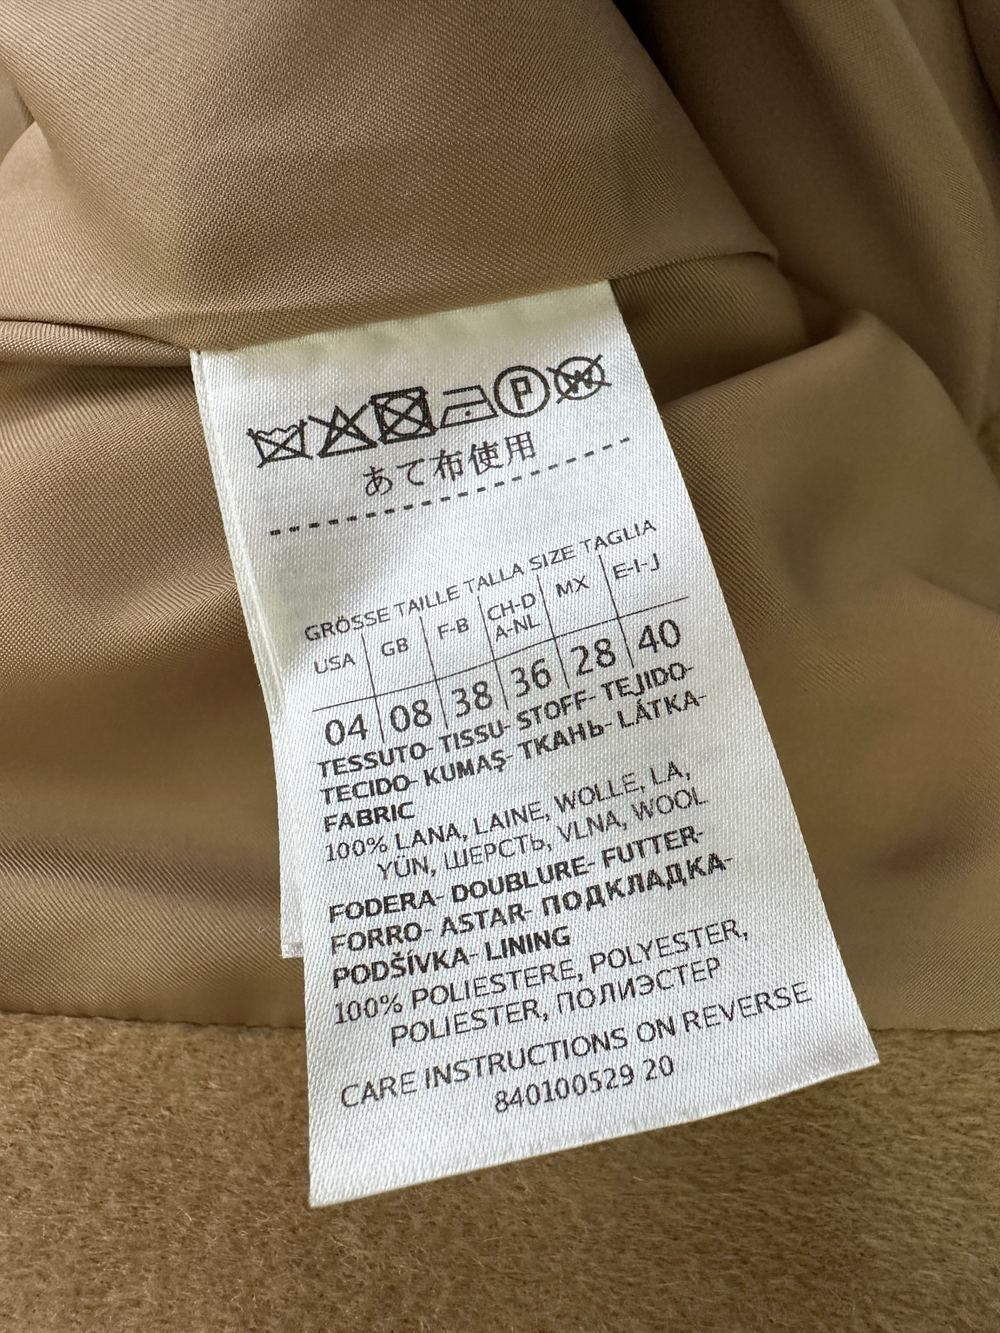 P W
あて布使用
GRÖSSE TAILLE TALLA SIZE TAGLIA
USA GB F-B CH-D A-NL MX E-I-J
04 08 38 36 28 40
TESSUTO- TISSU- STOFF- TEJIDO-
TECIDO- KUMAŞ- ТКАНЬ- LÁTKA-
FABRIC
100% LANA, LAINE, WOLLE, LA,
YÜN, ШЕРСТЬ, VLNA, WOOL
FODERA- DOUBLURE- FUTTER-
FORRO- ASTAR- ПОДКЛАДКА-
PODŠÍVKA- LINING
100% POLIESTERE, POLYESTER,
POLIESTER, ПОЛИЭСТЕР
CARE INSTRUCTIONS ON REVERSE
840100529 20